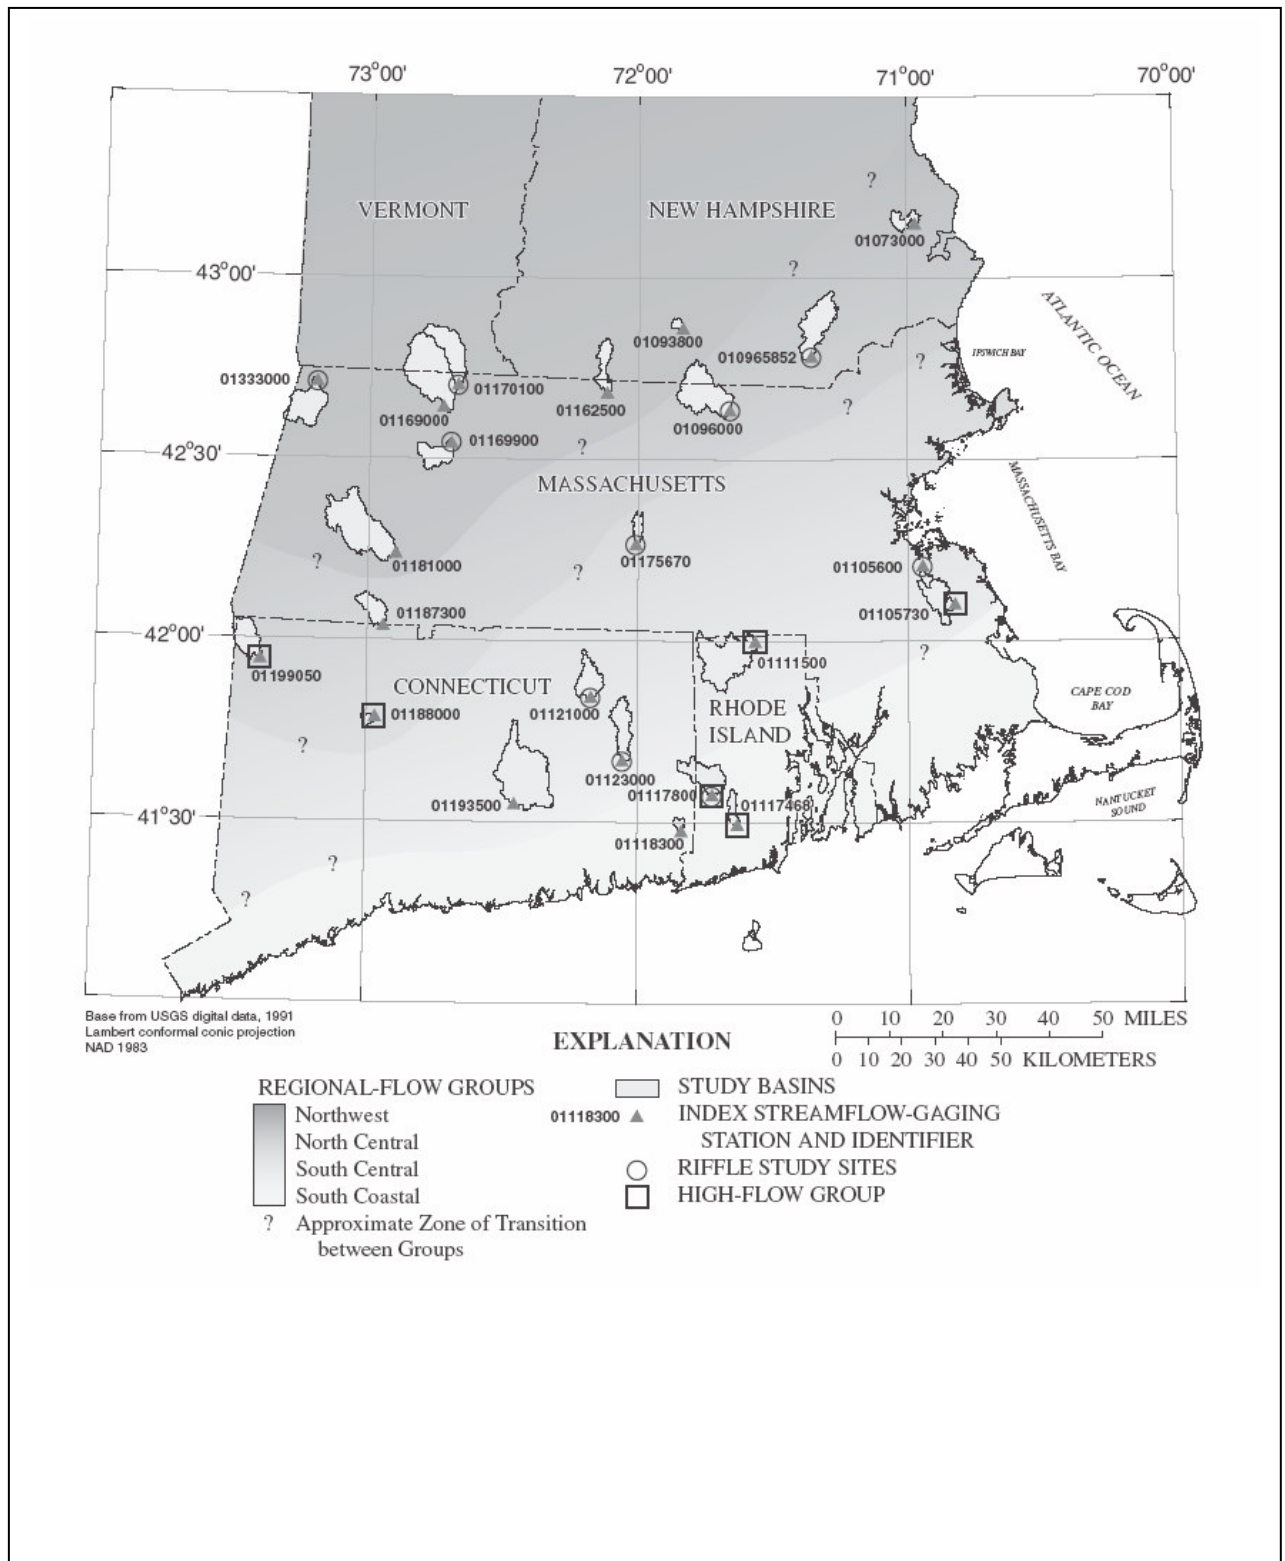 73°00'
72°00'
71°00'
70°00'
VERMONT
NEW HAMPSHIRE
?
01073000
43°00'
?
ATLANTIC OCEAN
01093800
010965852
IPSWICH BAY
?
01333000
01170100
01169000
01162500
01096000
?
01169900
?
42°30'
MASSACHUSETTS
MASSACHUSETTS BAY
01181000
?
01175670
?
01105600
01105730
01187300
42°00'
01199050
01111500
?
CONNECTICUT
01188000
01121000
RHODE
ISLAND
CAPE COD
BAY
?
01123000
01117800
01117468
01193500
NANTUCKET
SOUND
41°30'
01118300
?
?
Base from USGS digital data, 1991
Lambert conformal conic projection
NAD 1983
0 10 20 30 40 50 MILES
0 10 20 30 40 50 KILOMETERS
EXPLANATION
REGIONAL-FLOW GROUPS
Northwest
North Central
South Central
South Coastal
? Approximate Zone of Transition
between Groups
STUDY BASINS
01118300 INDEX STREAMFLOW-GAGING
STATION AND IDENTIFIER
RIFFLE STUDY SITES
HIGH-FLOW GROUP